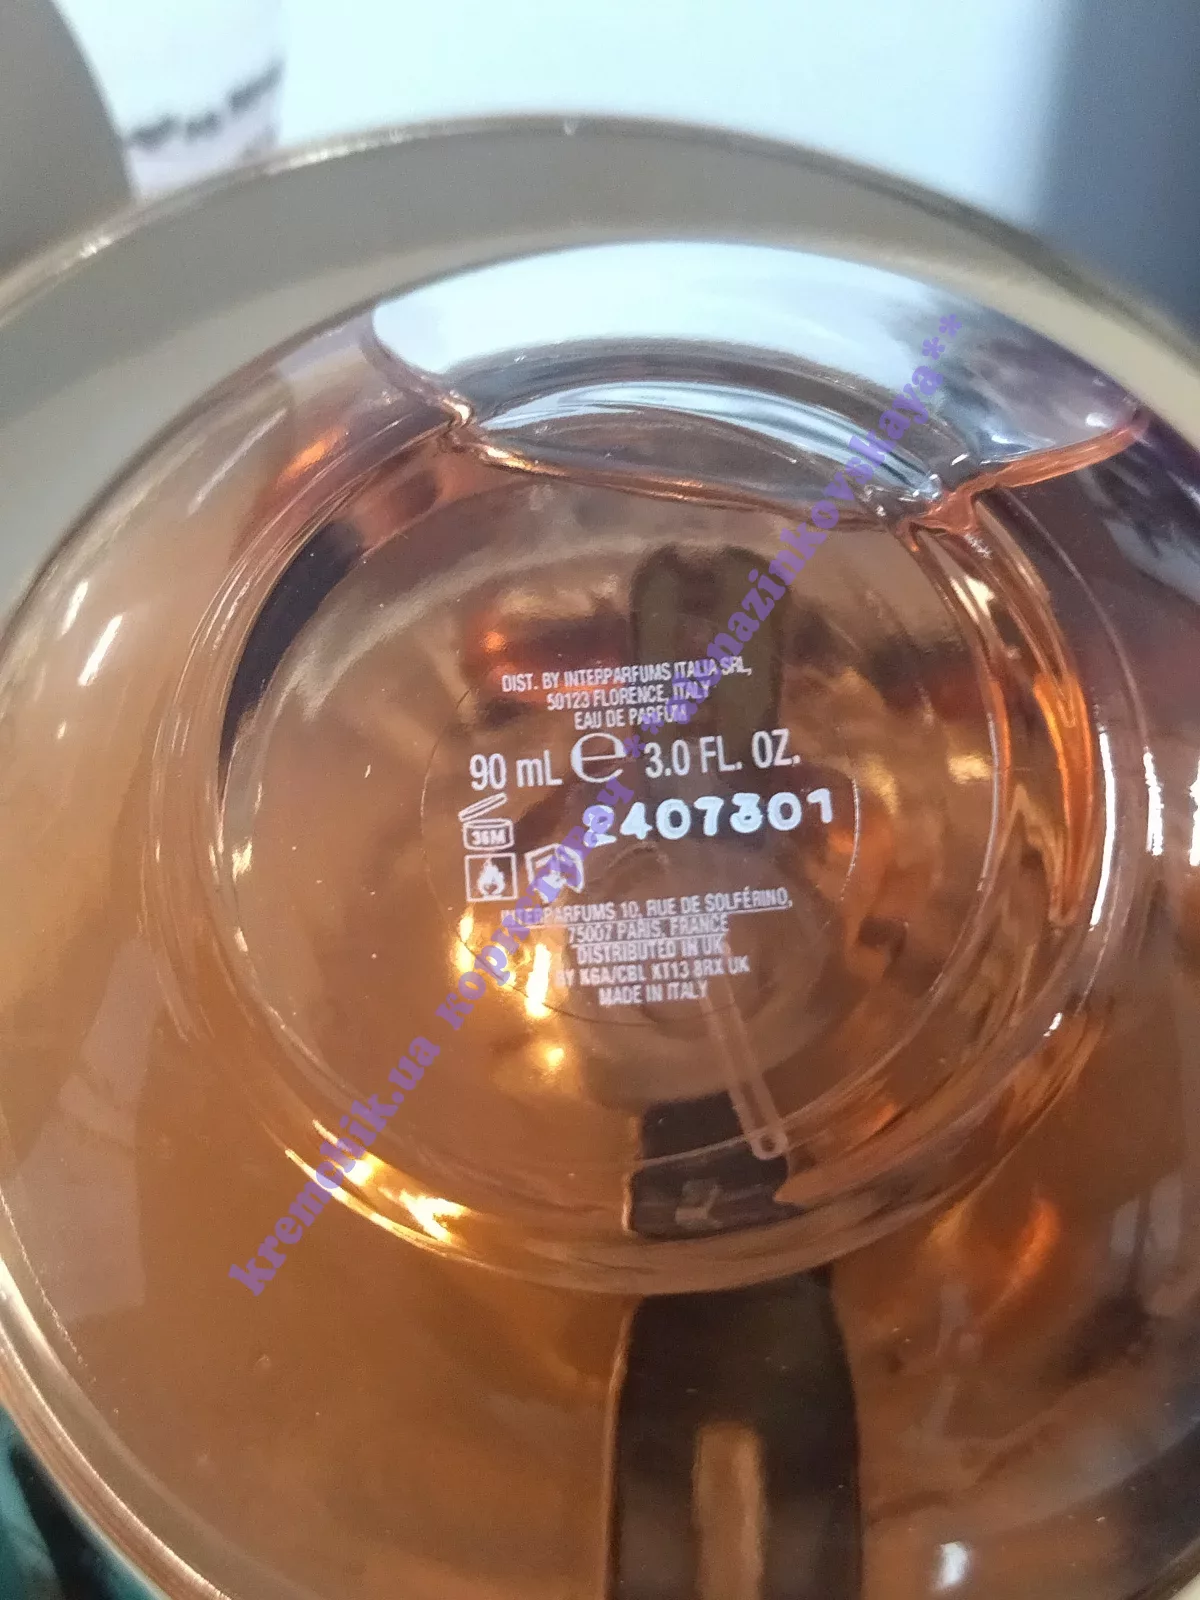 DIST. BY INTERPARFUMS ITALIA SRL,
50123 FLORENCE, ITALY
EAU DE PARFUM
90 mL ℮ 3.0 FL. OZ.
36M
2407301
INTERPARFUMS 10, RUE DE SOLFÉRINO,
75007 PARIS, FRANCE
DISTRIBUTED IN UK
BY K6A/CBL KT13 8RX UK
MADE IN ITALY
kremohik.ua